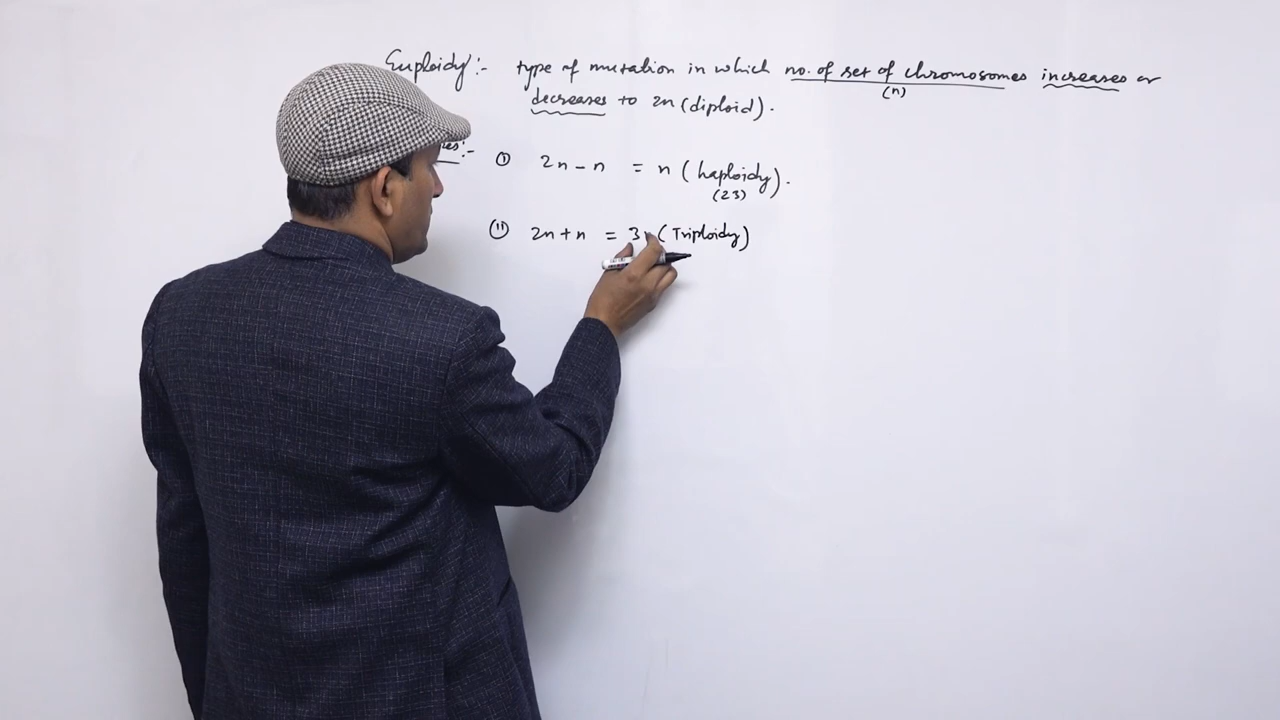 Euploidy:- type of mutation in which no. of set of chromosomes increases or
(n)
decreases to 2n (diploid).
① 2n - n = n (haploidy).
(23)
② 2n + n = 3n (Triploidy)